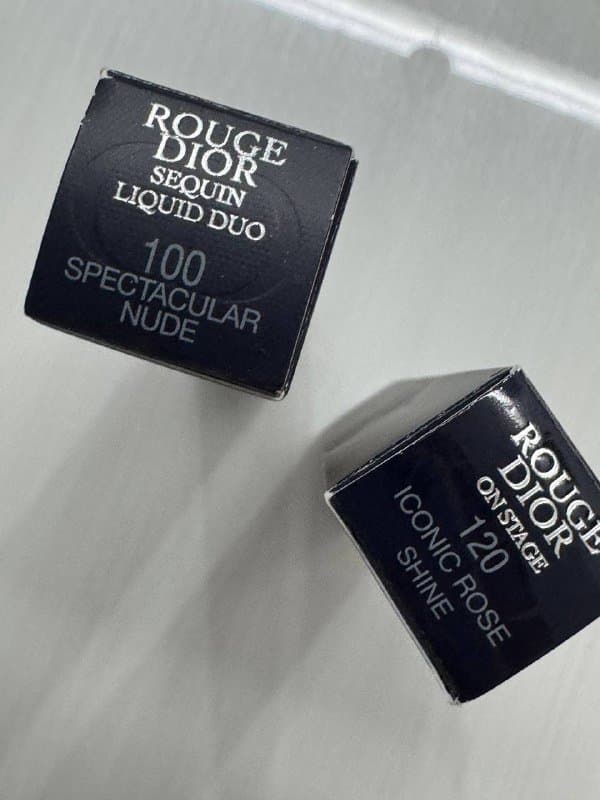 ROUGE
DIOR
SEQUIN
LIQUID DUO
100
SPECTACULAR
NUDE
ROUGE
DIOR
ON STAGE
120
ICONIC ROSE
SHINE